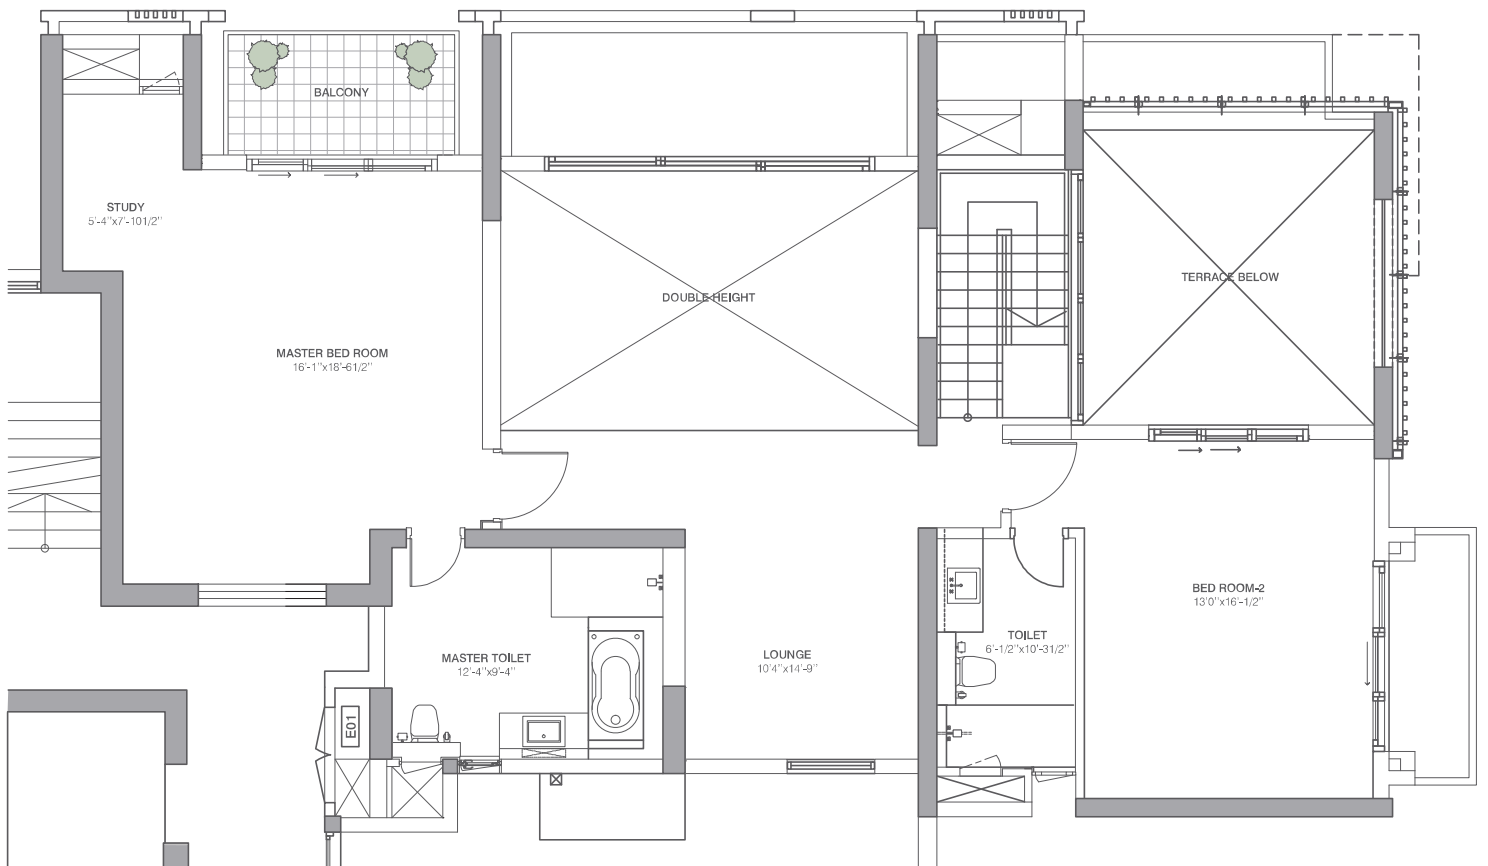 BALCONY
STUDY
5'-4"x7'-101/2"
DOUBLE HEIGHT
TERRACE BELOW
MASTER BED ROOM
16'-1"x18'-61/2"
BED ROOM-2
13'0"x16'-1/2"
TOILET
6'-1/2"x10'-31/2"
MASTER TOILET
12'-4"x9'-4"
LOUNGE
10'4"x14'-9"
E01